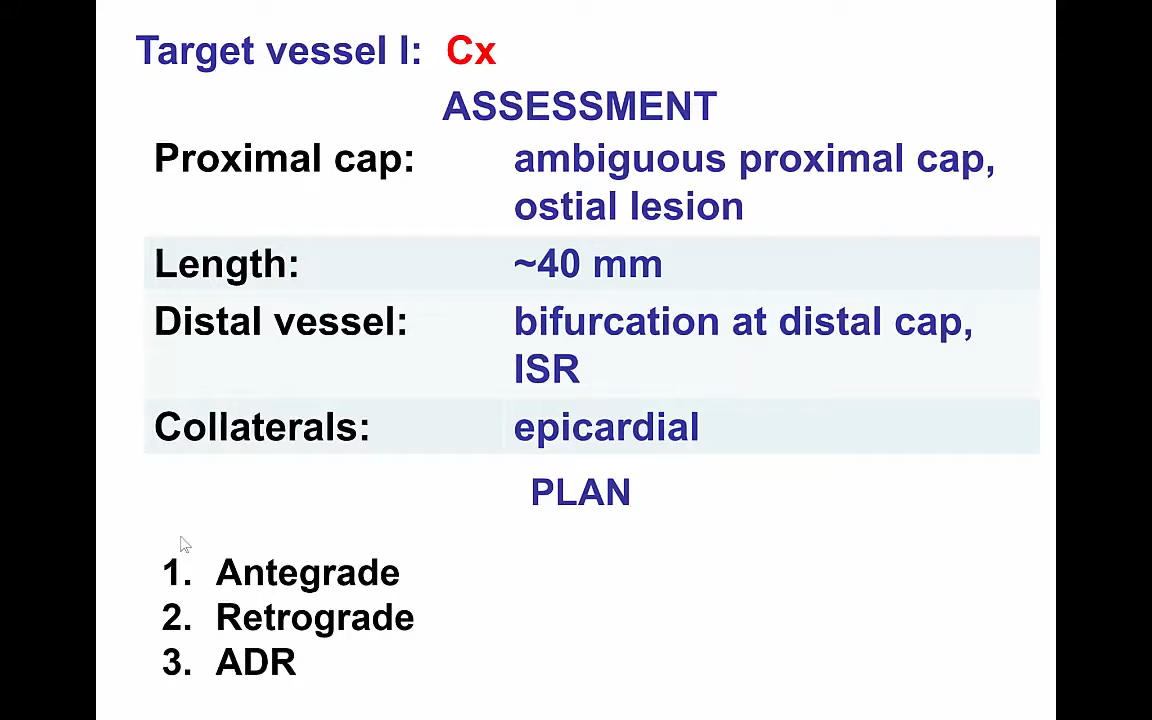 Target vessel I: Cx
ASSESSMENT
Proximal cap: ambiguous proximal cap,
ostial lesion
Length: ~40 mm
Distal vessel: bifurcation at distal cap,
ISR
Collaterals: epicardial
PLAN
1. Antegrade
2. Retrograde
3. ADR